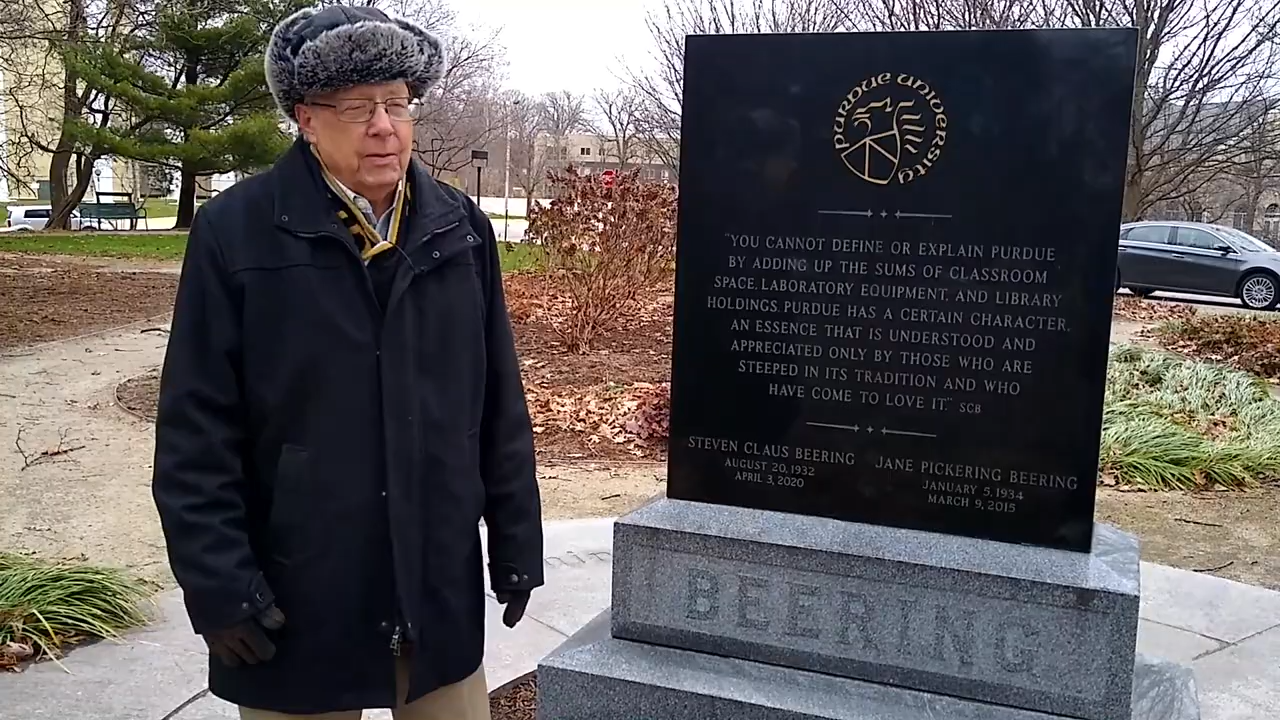 PURDUE UNIVERSITY
"YOU CANNOT DEFINE OR EXPLAIN PURDUE
BY ADDING UP THE SUMS OF CLASSROOM
SPACE, LABORATORY EQUIPMENT, AND LIBRARY
HOLDINGS. PURDUE HAS A CERTAIN CHARACTER,
AN ESSENCE THAT IS UNDERSTOOD AND
APPRECIATED ONLY BY THOSE WHO ARE
STEEPED IN ITS TRADITION AND WHO
HAVE COME TO LOVE IT." SCB
STEVEN CLAUS BEERING
AUGUST 20, 1932
APRIL 3, 2020
JANE PICKERING BEERING
JANUARY 5, 1934
MARCH 9, 2015
BEERING